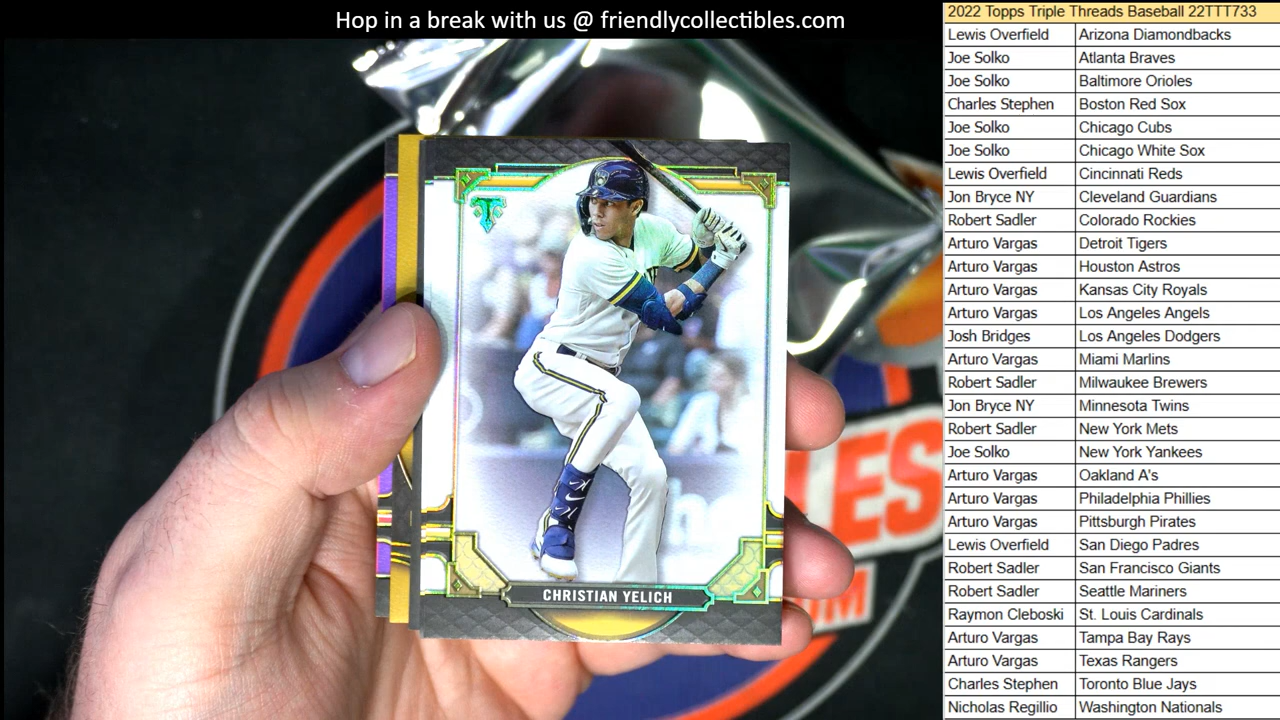 Hop in a break with us @ friendlycollectibles.com
2022 Topps Triple Threads Baseball 22TTT733
Lewis Overfield Arizona Diamondbacks
Joe Solko Atlanta Braves
Joe Solko Baltimore Orioles
Charles Stephen Boston Red Sox
Joe Solko Chicago Cubs
Joe Solko Chicago White Sox
Lewis Overfield Cincinnati Reds
Jon Bryce NY Cleveland Guardians
Robert Sadler Colorado Rockies
Arturo Vargas Detroit Tigers
Arturo Vargas Houston Astros
Arturo Vargas Kansas City Royals
Arturo Vargas Los Angeles Angels
Josh Bridges Los Angeles Dodgers
Arturo Vargas Miami Marlins
Robert Sadler Milwaukee Brewers
Jon Bryce NY Minnesota Twins
Robert Sadler New York Mets
Joe Solko New York Yankees
Arturo Vargas Oakland A's
Arturo Vargas Philadelphia Phillies
Arturo Vargas Pittsburgh Pirates
Lewis Overfield San Diego Padres
Robert Sadler San Francisco Giants
Robert Sadler Seattle Mariners
Raymon Cleboski St. Louis Cardinals
Arturo Vargas Tampa Bay Rays
Arturo Vargas Texas Rangers
Charles Stephen Toronto Blue Jays
Nicholas Regillio Washington Nationals
CHRISTIAN YELICH